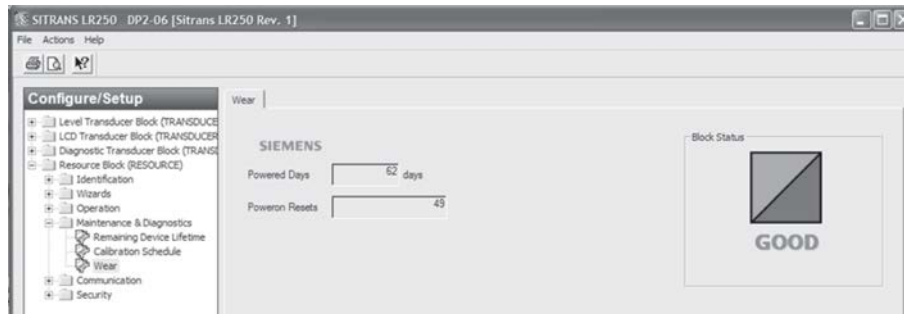 SITRANS LR250   DP2-06 [Sitrans LR250 Rev. 1]
File Actions Help
Configure/Setup
Level Transducer Block (TRANSDUCE
LCD Transducer Block (TRANSDUCER
Diagnostic Transducer Block (TRANS
Resource Block (RESOURCE)
Identification
Wizards
Operation
Maintenance & Diagnostics
Remaining Device Lifetime
Calibration Schedule
Wear
Communication
Security
Wear
SIEMENS
Powered Days 62 days
Poweron Resets 49
Block Status
GOOD